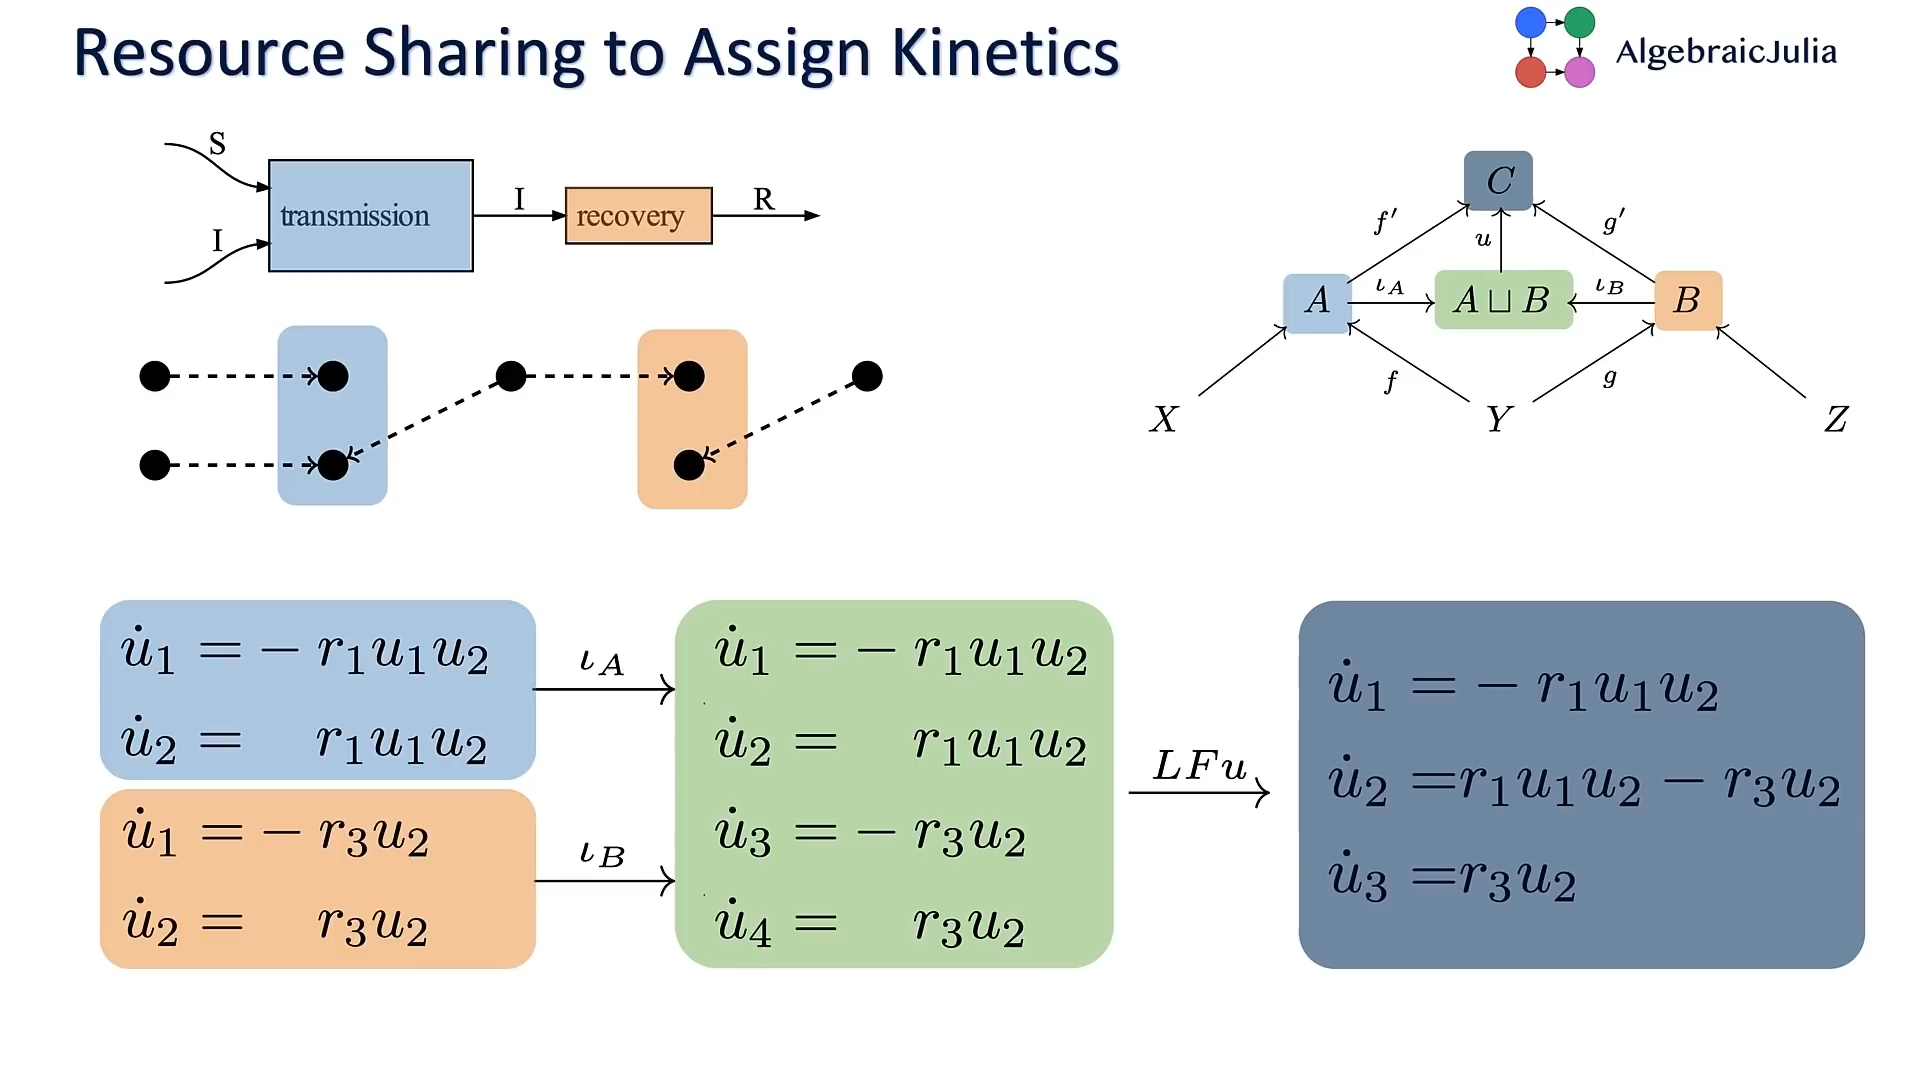 Resource Sharing to Assign Kinetics
AlgebraicJulia
S
transmission
I
I
recovery
R
C
f′
u
g′
A
ι_A
A ⊔ B
ι_B
B
f
g
X
Y
Z
u̇₁ = − r₁u₁u₂
u̇₂ = r₁u₁u₂
u̇₁ = − r₃u₂
u̇₂ = r₃u₂
ι_A
ι_B
u̇₁ = − r₁u₁u₂
u̇₂ = r₁u₁u₂
u̇₃ = − r₃u₂
u̇₄ = r₃u₂
LFu
u̇₁ = − r₁u₁u₂
u̇₂ =r₁u₁u₂ − r₃u₂
u̇₃ =r₃u₂